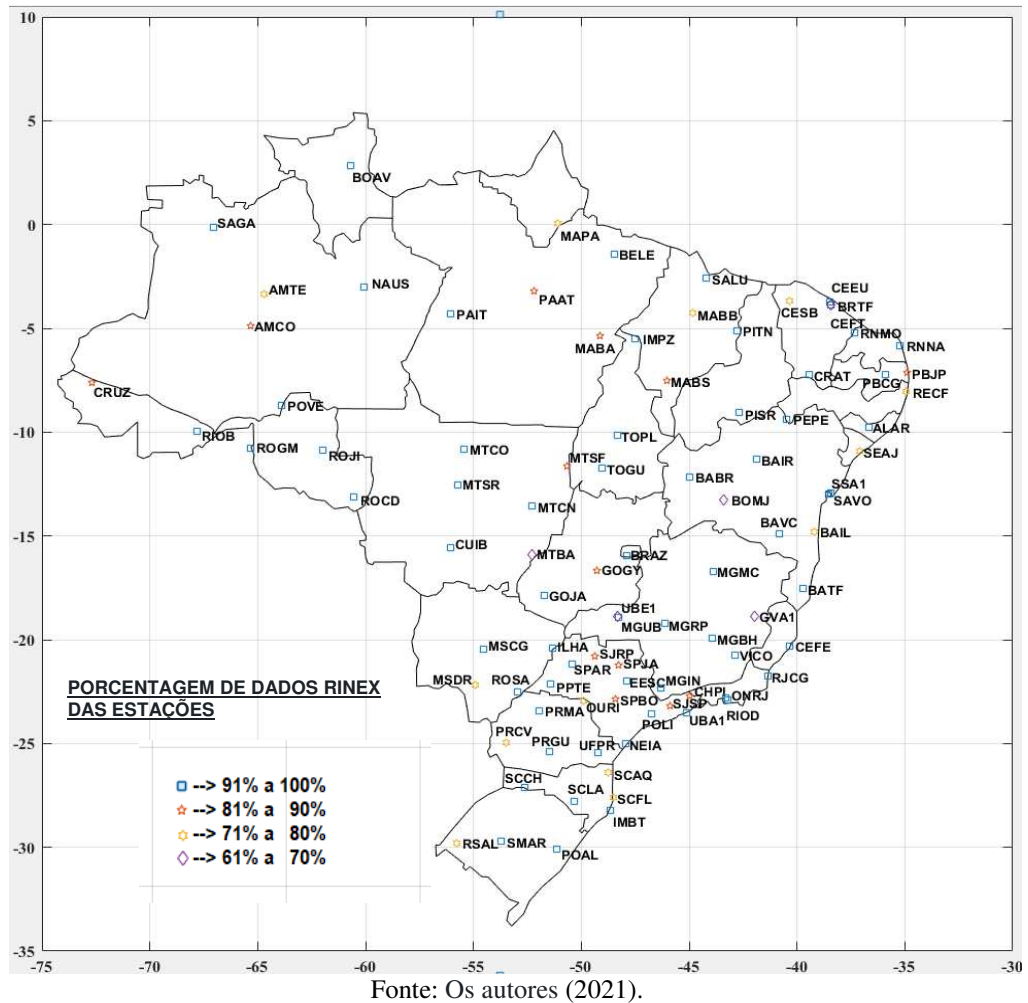 10
5
0
-5
-10
-15
-20
-25
-30
-35
-75
-70
-65
-60
-55
-50
-45
-40
-35
-30
BOAV
SAGA
MAPA
BELE
NAUS
AMTE
SALU
CEEU
PAAT
BRTF
AMCO
PAIT
MABB
CESB
CEFT
MABA
IMPZ
PITN
RNMO
RNNA
CRUZ
MABS
CRAT
PBCG
PBJP
RECF
POVE
PISR
PEPE
ALAR
RIOB
ROGM
ROJI
MTCO
TOPL
SEAJ
MTSF
TOGU
BAIR
MTSR
BABR
SSA1
ROCD
BOMJ
SAVO
MTCN
BAVC
BAIL
CUIB
MTBA
BRAZ
GOGY
MGMC
BATF
GOJA
UBE1
GVA1
MGUB
MGRP
MGBH
CEFE
MSCG
ILHA
SJRP
VICO
SPAR
SPJA
RJCG
MSDR
ROSA
EESC
MGIN
PPTE
CHPI
ONRJ
OURI
SPBO
SJSP
RIOD
PRMA
POLI
UBA1
PRCV
PRGU
UFPR
NEIA
SCCH
SCAQ
SCLA
SCFL
IMBT
RSAL
SMAR
POAL
PORCENTAGEM DE DADOS RINEX
DAS ESTAÇÕES
--> 91% a 100%
--> 81% a 90%
--> 71% a 80%
--> 61% a 70%
Fonte: Os autores (2021).